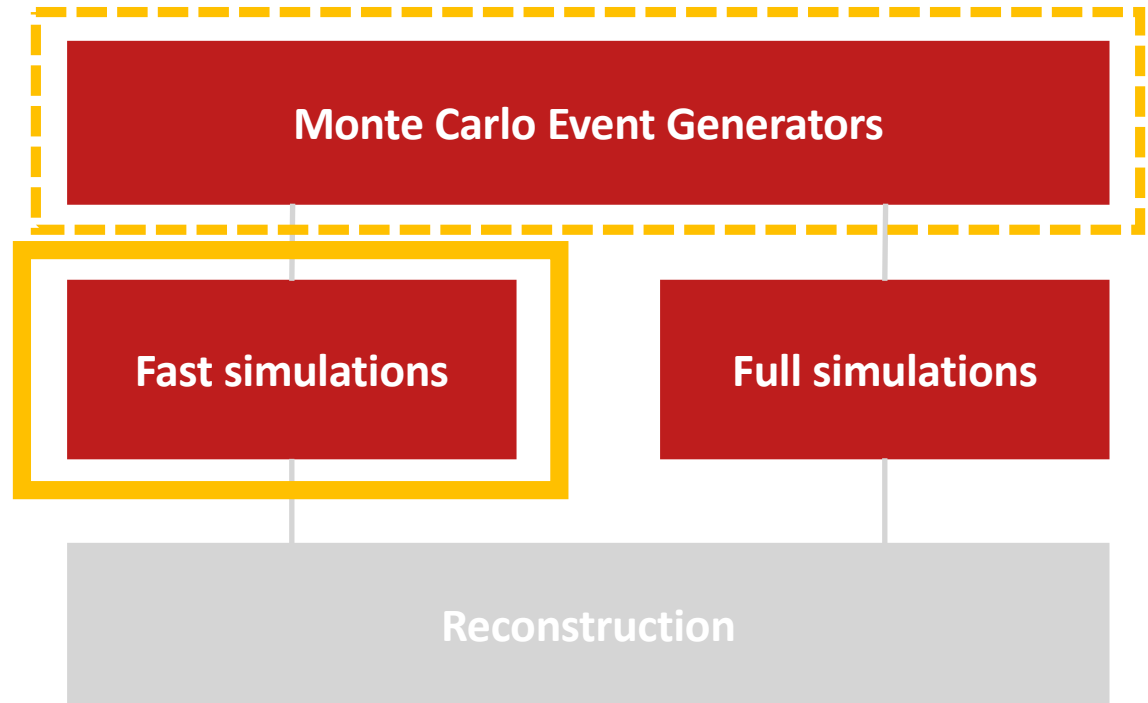 Monte Carlo Event Generators
Fast simulations
Full simulations
Reconstruction